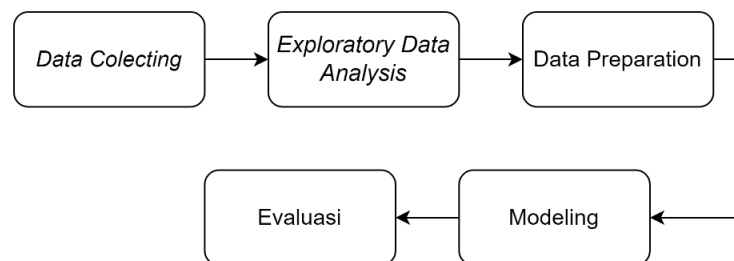 Data Colecting
Exploratory Data
Analysis
Data Preparation
Modeling
Evaluasi